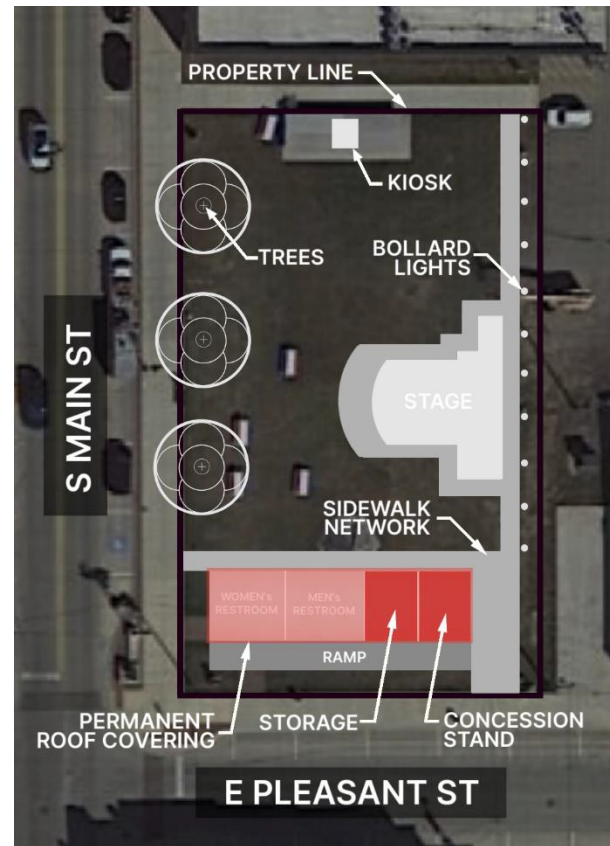 PROPERTY LINE
KIOSK
TREES
BOLLARD
LIGHTS
S MAIN ST
STAGE
SIDEWALK
NETWORK
WOMEN's
RESTROOM
MEN's
RESTROOM
RAMP
PERMANENT
ROOF COVERING
STORAGE
CONCESSION
STAND
E PLEASANT ST